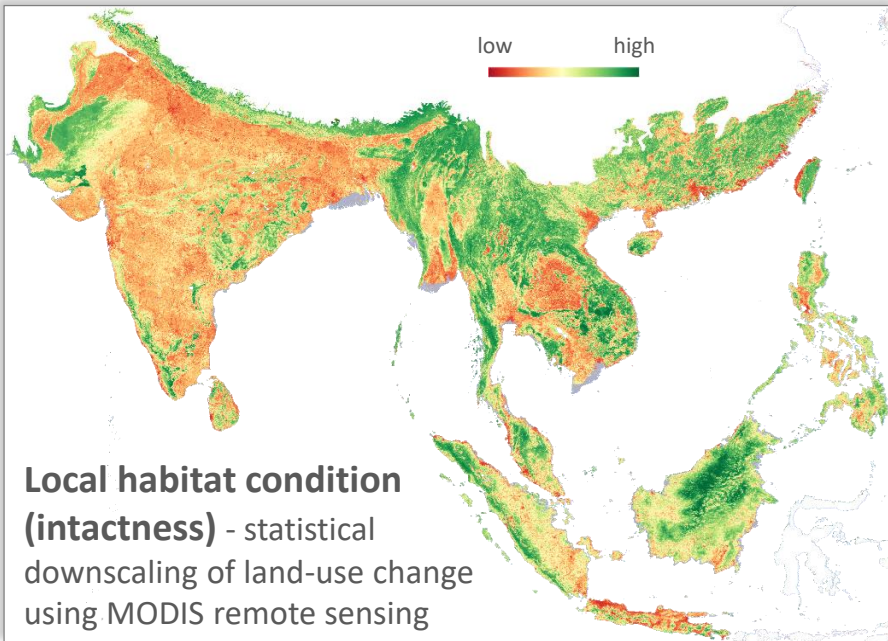 low high
Local habitat condition
(intactness) - statistical
downscaling of land-use change
using MODIS remote sensing